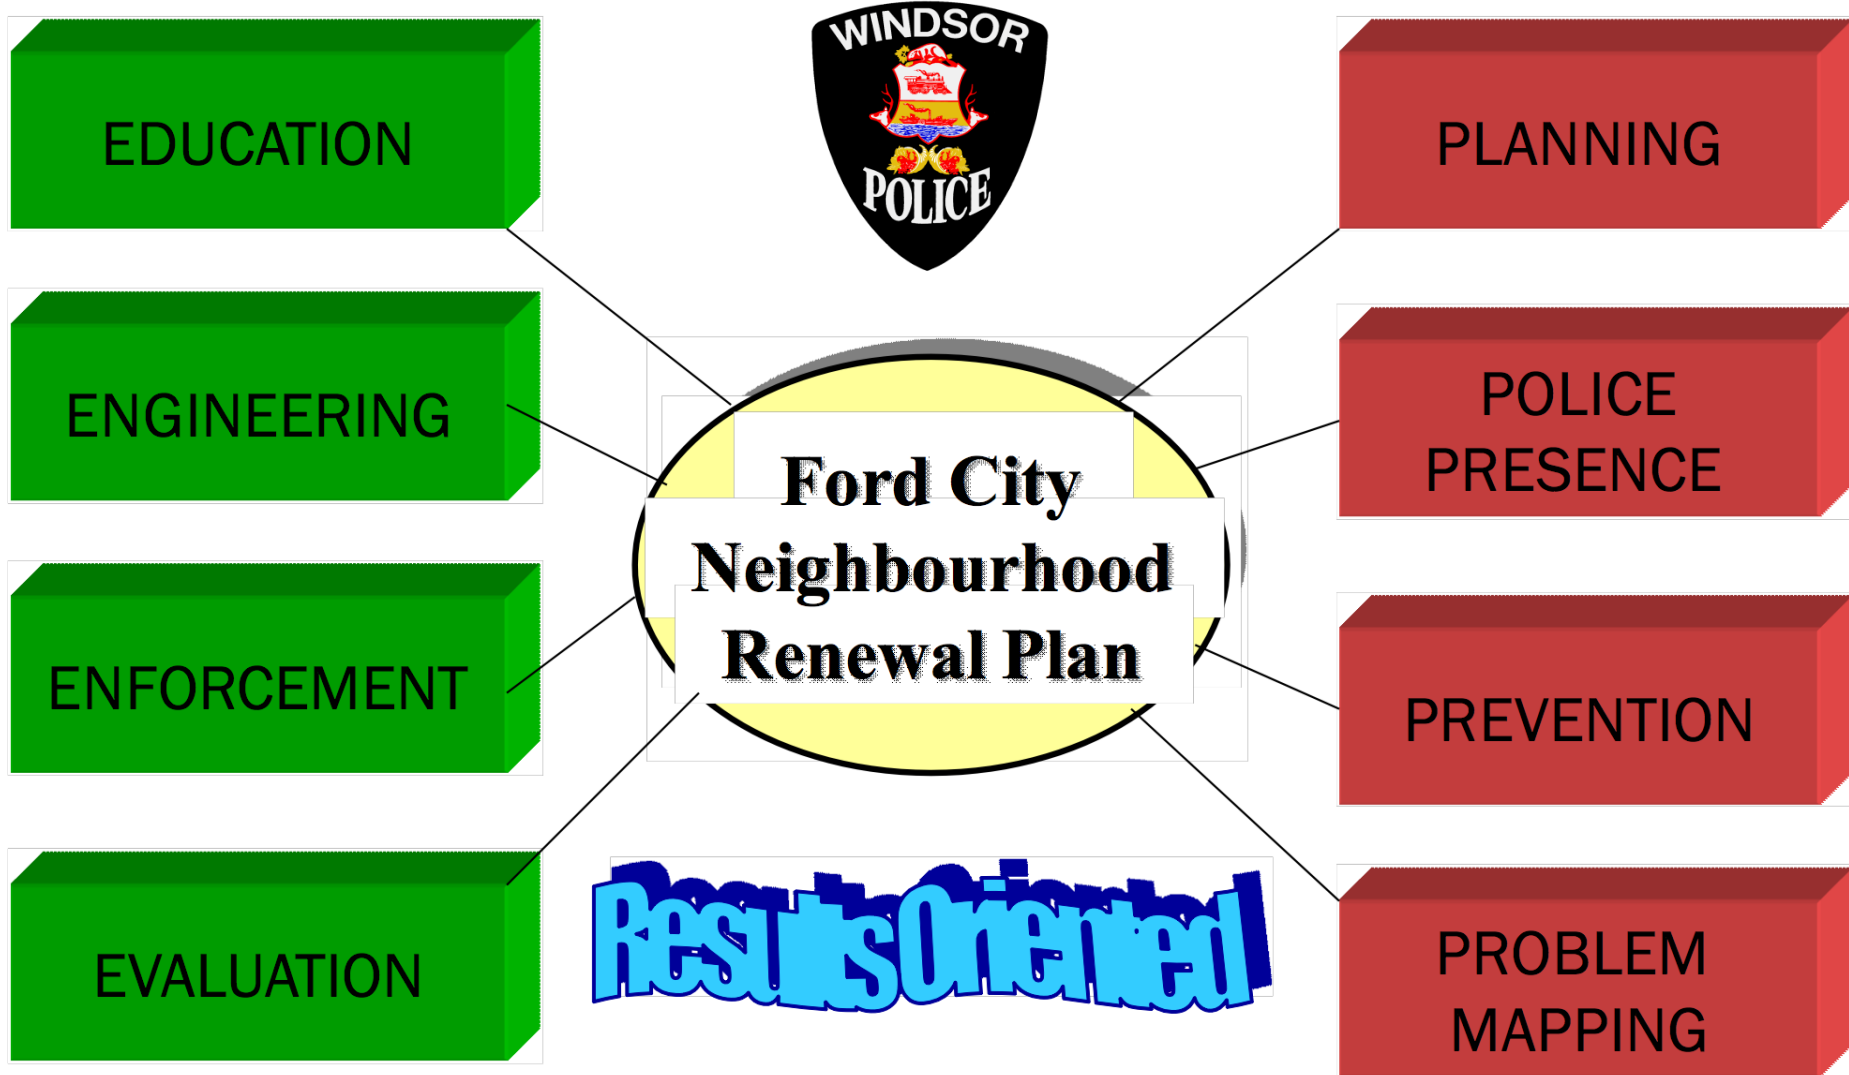 WINDSOR
POLICE
EDUCATION
ENGINEERING
ENFORCEMENT
EVALUATION
Ford City
Neighbourhood
Renewal Plan
Results Oriented
PLANNING
POLICE
PRESENCE
PREVENTION
PROBLEM
MAPPING